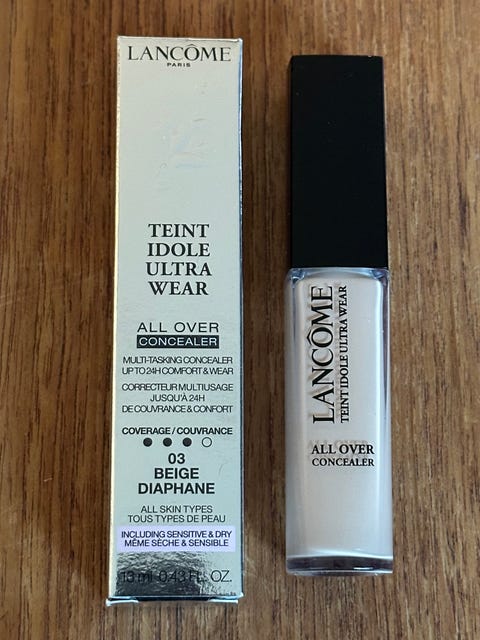 LANCÔME
PARIS
TEINT
IDOLE
ULTRA
WEAR
ALL OVER
CONCEALER
MULTI-TASKING CONCEALER
UP TO 24H COMFORT & WEAR
CORRECTEUR MULTIUSAGE
JUSQU'À 24H
DE COUVRANCE & CONFORT
COVERAGE / COUVRANCE
03
BEIGE
DIAPHANE
ALL SKIN TYPES
TOUS TYPES DE PEAU
INCLUDING SENSITIVE & DRY
MÊME SÈCHE & SENSIBLE
13 ml 0.43 FL. OZ.
LANCÔME
TEINT IDOLE ULTRA WEAR
ALL OVER
CONCEALER